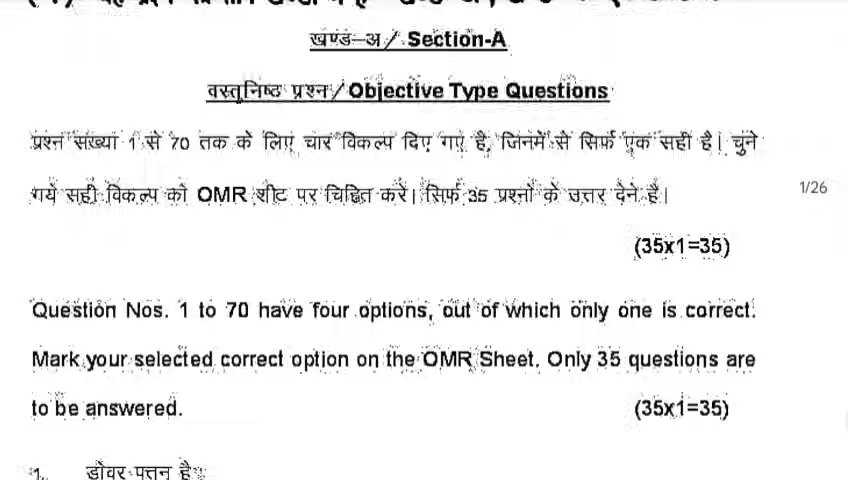 खण्ड–अ / Section-A
वस्तुनिष्ठ प्रश्न / Objective Type Questions
प्रश्न संख्या 1 से 70 तक के लिए चार विकल्प दिए गए है, जिनमें से सिर्फ एक सही है। चुने
गये सही विकल्प को OMR शीट पर चिह्नित करें। सिर्फ 35 प्रश्नों के उत्तर देने है।
1/26
(35x1=35)
Question Nos. 1 to 70 have four options, out of which only one is correct.
Mark your selected correct option on the OMR Sheet. Only 35 questions are
to be answered.
(35x1=35)
1. डोवर पत्तन है